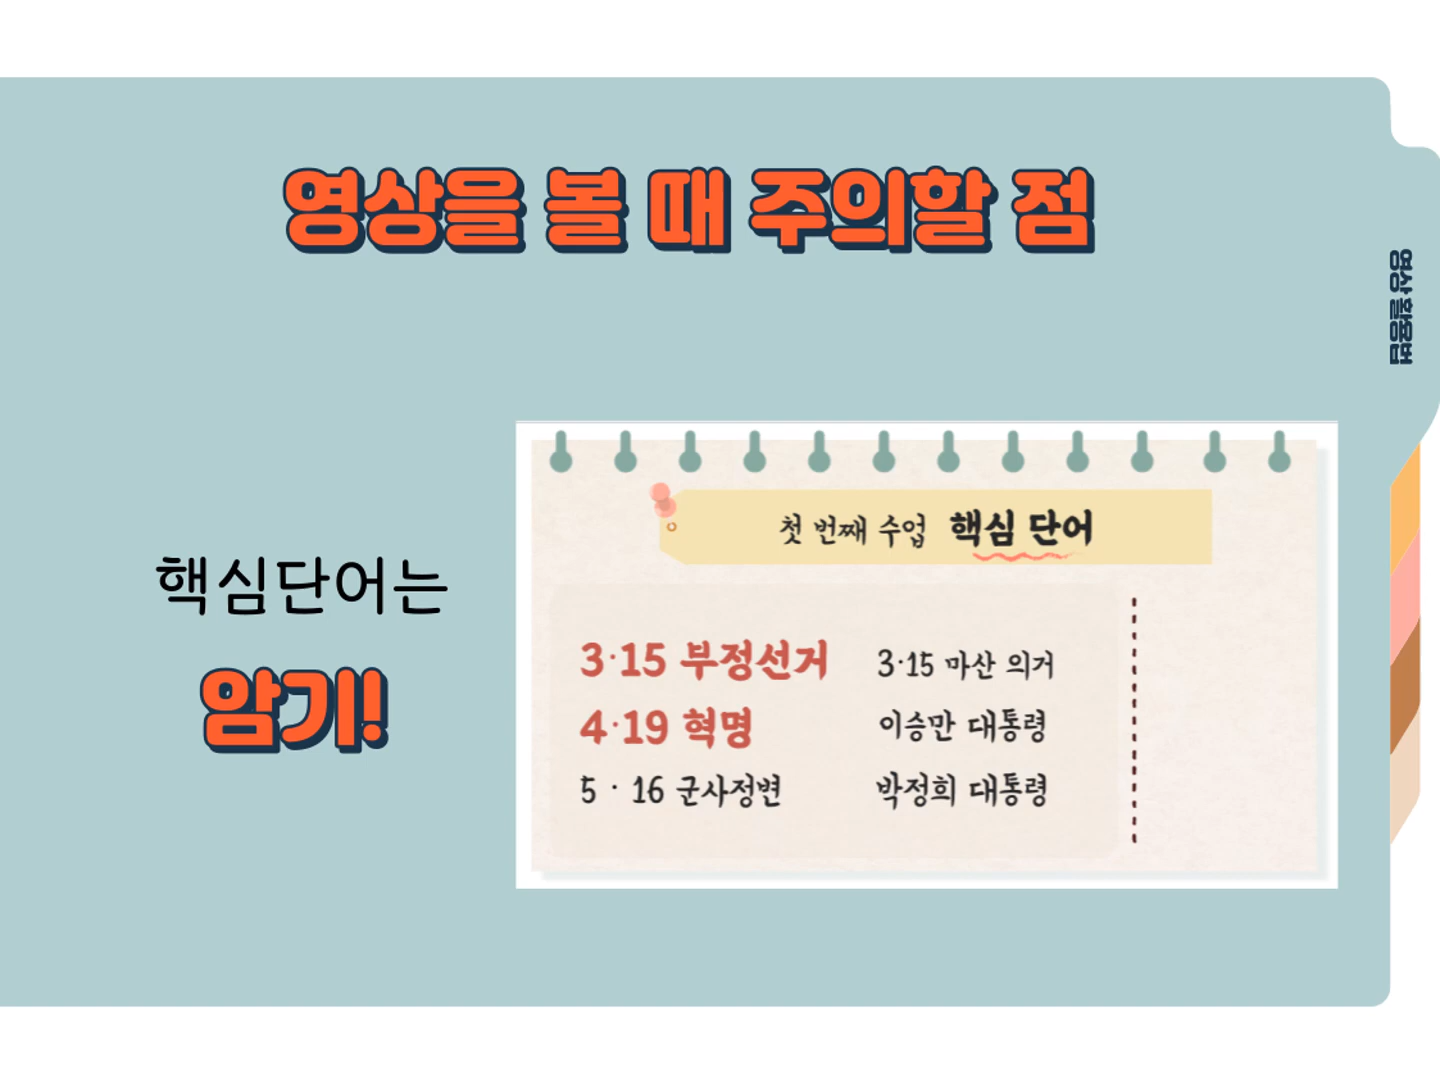 영상을 볼 때 주의할 점
영상 활용법
첫 번째 수업 핵심 단어
핵심단어는
암기!
3·15 부정선거 3·15 마산 의거
4·19 혁명 이승만 대통령
5 · 16 군사정변 박정희 대통령